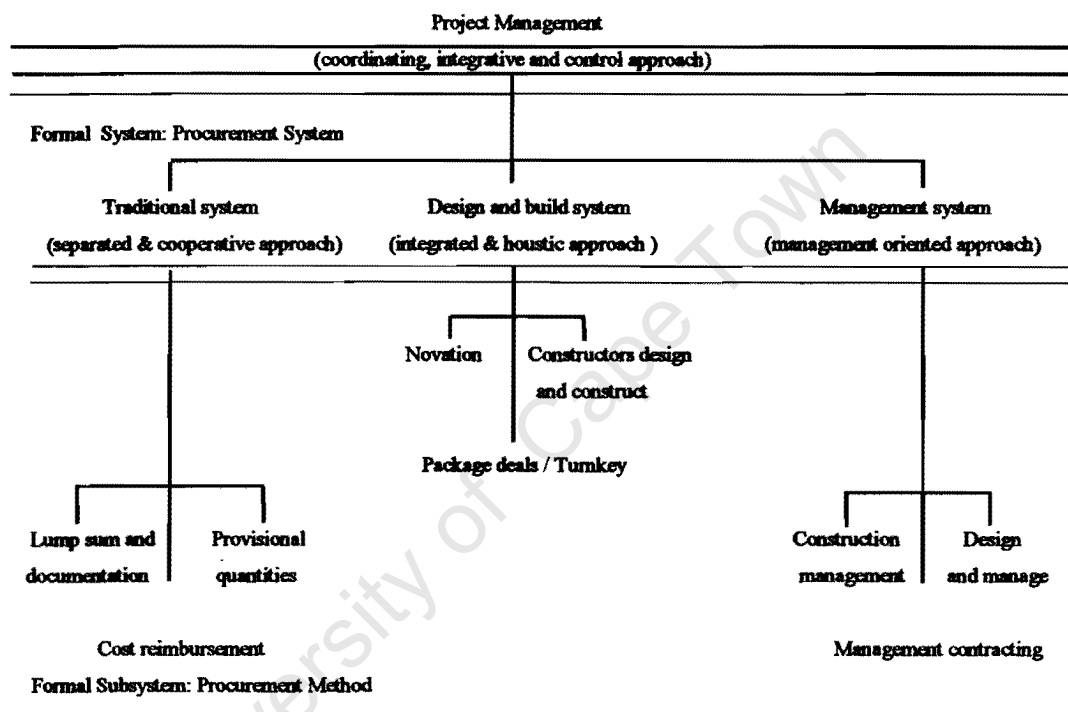 Project Management
(coordinating, integrative and control approach)
Formal System: Procurement System
Traditional system
(separated & cooperative approach)
Design and build system
(integrated & houstic approach )
Management system
(management oriented approach)
Novation
Constructors design
and construct
Package deals / Turnkey
Lump sum and
documentation
Provisional
quantities
Construction
management
Design
and manage
Cost reimbursement
Management contracting
Formal Subsystem: Procurement Method
University of Cape Town